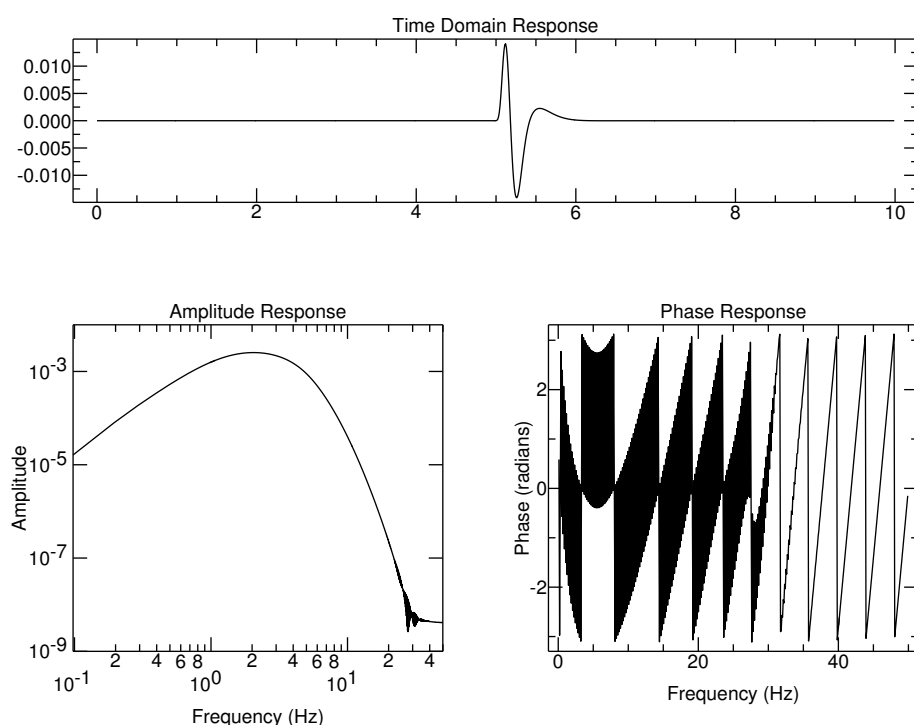 Time Domain Response
0.010
0.005
0.000
-0.005
-0.010
0 2 4 6 8 10
Amplitude Response
10⁻³
10⁻⁵
10⁻⁷
10⁻⁹
Amplitude
2 4 6 8 2 4 6 8 2 4
10⁻¹ 10⁰ 10¹
Frequency (Hz)
Phase Response
2
0
-2
Phase (radians)
0 20 40
Frequency (Hz)